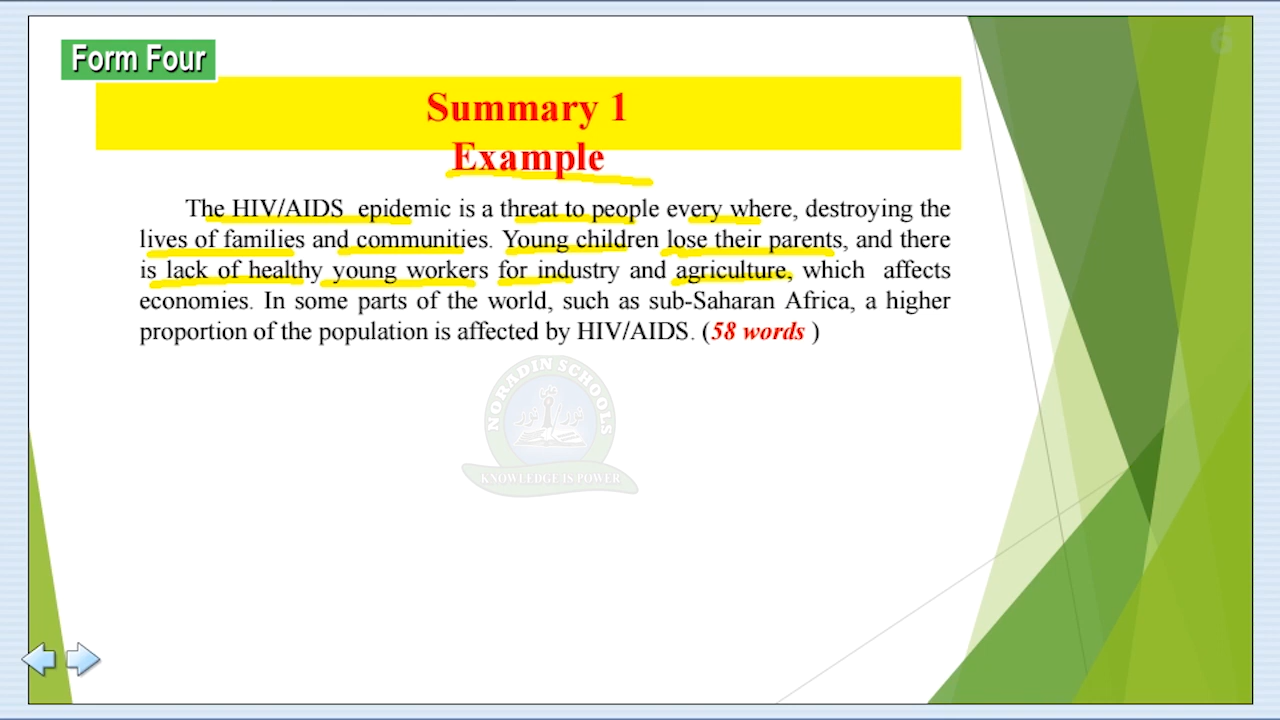 Form Four
Summary 1
Example
The HIV/AIDS epidemic is a threat to people every where, destroying the
lives of families and communities. Young children lose their parents, and there
is lack of healthy young workers for industry and agriculture, which affects
economies. In some parts of the world, such as sub-Saharan Africa, a higher
proportion of the population is affected by HIV/AIDS. (58 words )
NORADIN SCHOOLS
KNOWLEDGE IS POWER
G